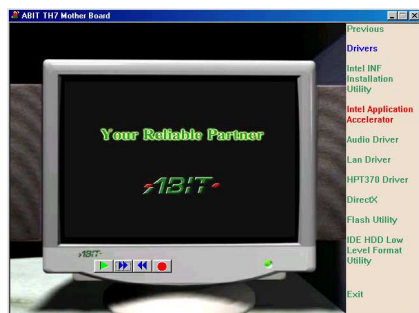 ABIT TH7 Mother Board
Previous
Drivers
Intel INF
Installation
Utility
Intel Application
Accelerator
Audio Driver
Lan Driver
HPT370 Driver
DirectX
Flash Utility
IDE HDD Low
Level Format
Utility
Exit
Your Reliable Partner
ABIT
ABIT